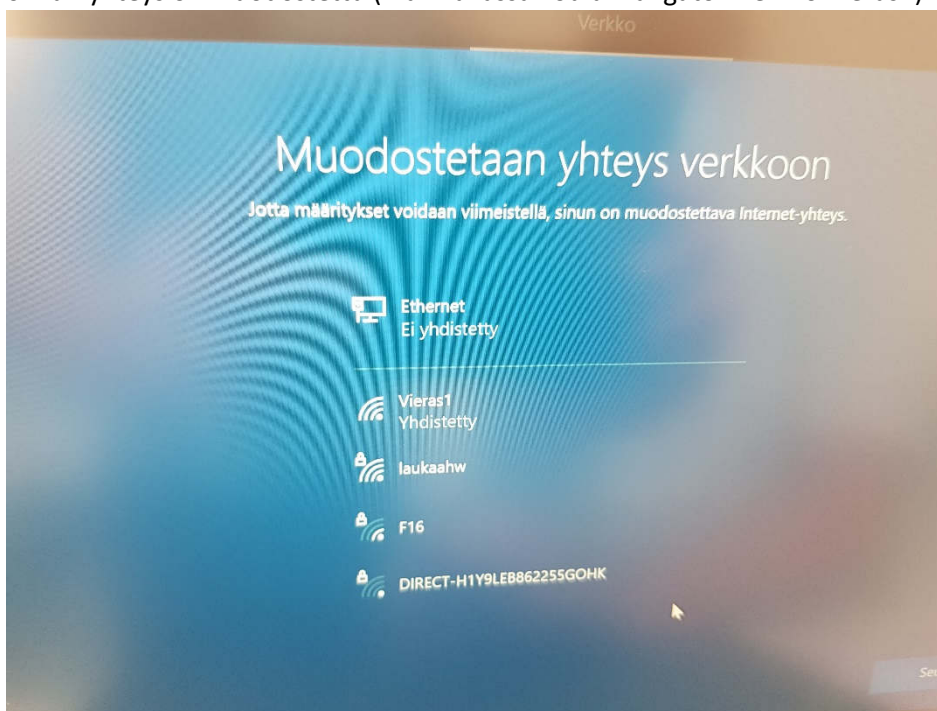 Verkko
Muodostetaan yhteys verkkoon
Jotta määritykset voidaan viimeistellä, sinun on muodostettava Internet-yhteys.
Ethernet
Ei yhdistetty
Vieras1
Yhdistetty
laukaahw
F16
DIRECT-H1Y9LEB862255GOHK